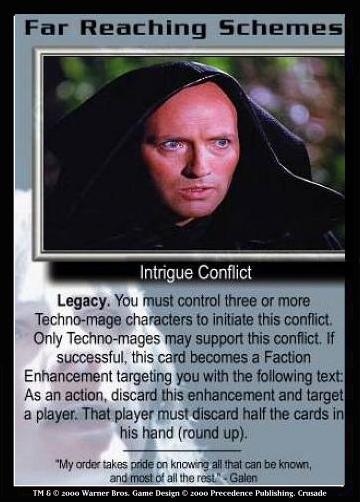 Far Reaching Schemes
Intrigue Conflict
Legacy. You must control three or more
Techno-mage characters to initiate this conflict.
Only Techno-mages may support this conflict. If
successful, this card becomes a Faction
Enhancement targeting you with the following text:
As an action, discard this enhancement and target
a player. That player must discard half the cards in
his hand (round up).
"My order takes pride on knowing all that can be known,
and most of all the rest." - Galen
TM & © 2000 Warner Bros. Game Design © 2000 Precedence Publishing. Crusade